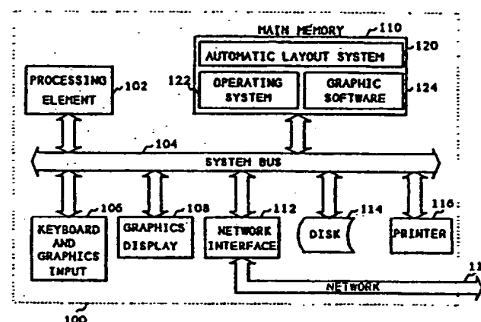 MAIN MEMORY 110
AUTOMATIC LAYOUT SYSTEM 120
PROCESSING ELEMENT 102
122 OPERATING SYSTEM
GRAPHIC SOFTWARE 124
104
SYSTEM BUS
106 108 112 114 116
KEYBOARD AND GRAPHICS INPUT
GRAPHICS DISPLAY
NETWORK INTERFACE
DISK
PRINTER
NETWORK
100